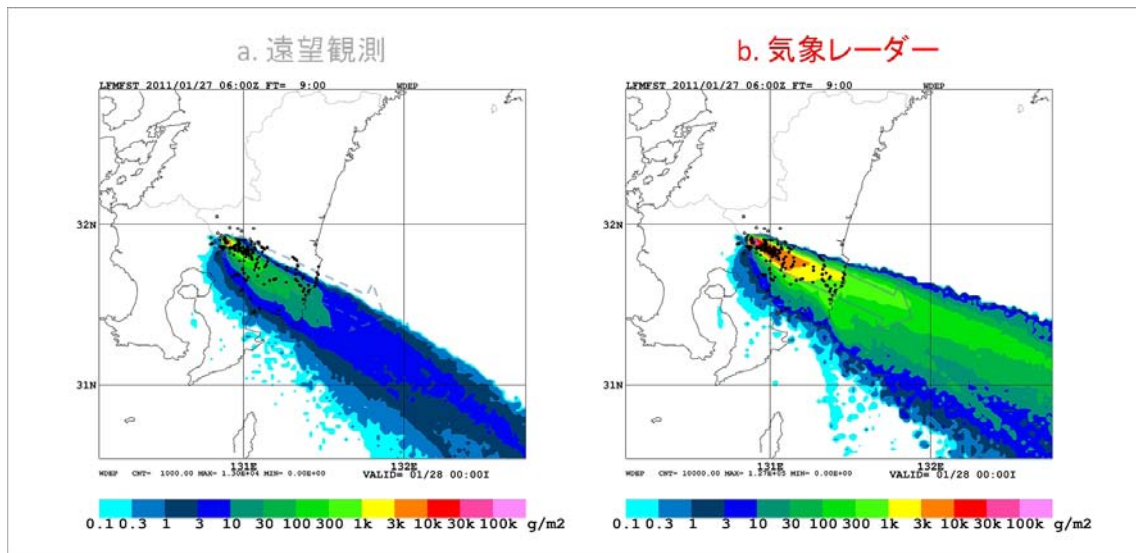 a. 遠望観測
LFMFST 2011/01/27 06:00Z FT= 9:00 WDEP
32N
31N
131E 132E
WDEP CNT= 1000.00 MAX= 1.30E+04 MIN= 0.00E+00 VALID= 01/28 00:00I
0.1 0.3 1 3 10 30 100 300 1k 3k 10k 30k 100k g/m2
b. 気象レーダー
LFMFST 2011/01/27 06:00Z FT= 9:00 WDEP
32N
31N
131E 132E
WDEP CNT= 10000.00 MAX= 1.27E+05 MIN= 0.00E+00 VALID= 01/28 00:00I
0.1 0.3 1 3 10 30 100 300 1k 3k 10k 30k 100k g/m2